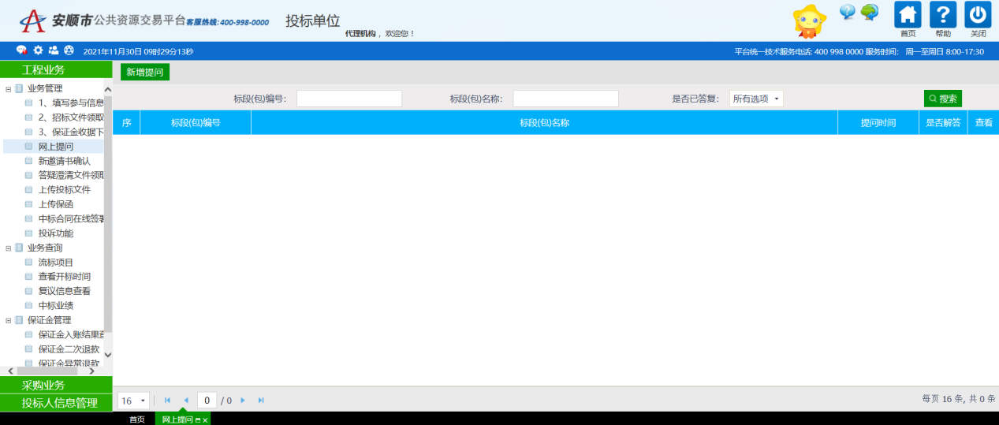 安顺市公共资源交易平台客服热线:400-998-0000 投标单位
代理机构， 欢迎您！
首页 帮助 关闭
2021年11月30日 09时29分13秒 平台统一技术服务电话: 400 998 0000 服务时间: 周一至周日 8:00-17:30
工程业务
新增提问
业务管理
1、填写参与信息
2、招标文件领取
3、保证金收据下
网上提问
新邀请书确认
答疑澄清文件领取
上传投标文件
上传保函
中标合同在线签署
投诉功能
业务查询
流标项目
查看开标时间
复议信息查看
中标业绩
保证金管理
保证金入账结果查
保证金二次退款
保证金异常退款
采购业务
投标人信息管理
标段(包)编号: 标段(包)名称: 是否已答复: 所有选项 搜索
序 标段(包)编号 标段(包)名称 提问时间 是否解答 查看
16 0 / 0 每页 16 条, 共 0 条
首页 网上提问